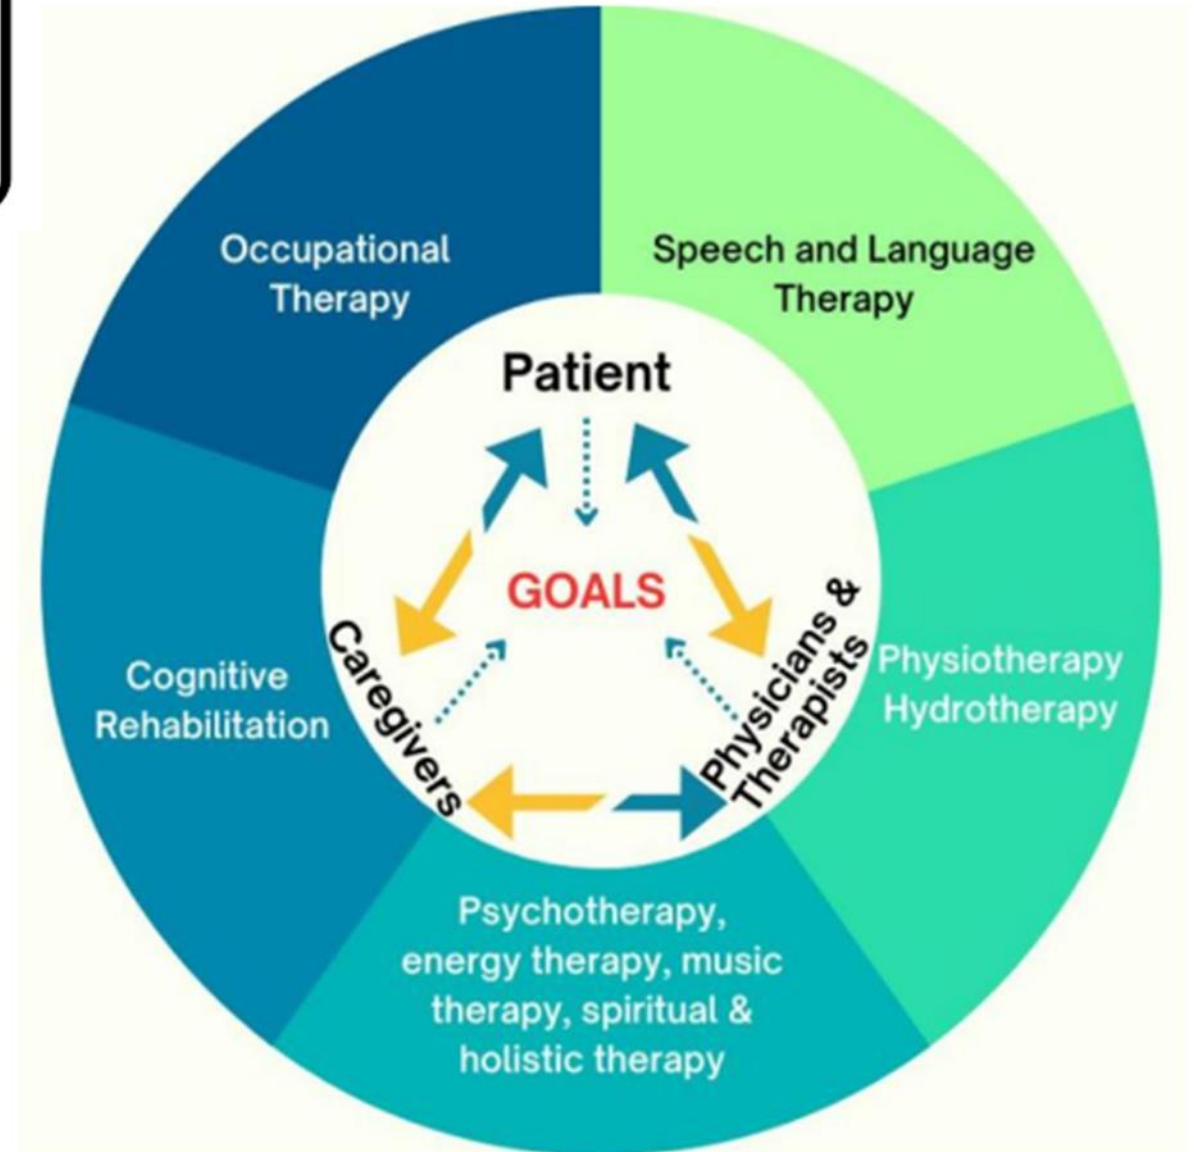 Occupational
Therapy
Speech and Language
Therapy
Patient
GOALS
Caregivers
Physicians &
Therapists
Cognitive
Rehabilitation
Physiotherapy
Hydrotherapy
Psychotherapy,
energy therapy, music
therapy, spiritual &
holistic therapy